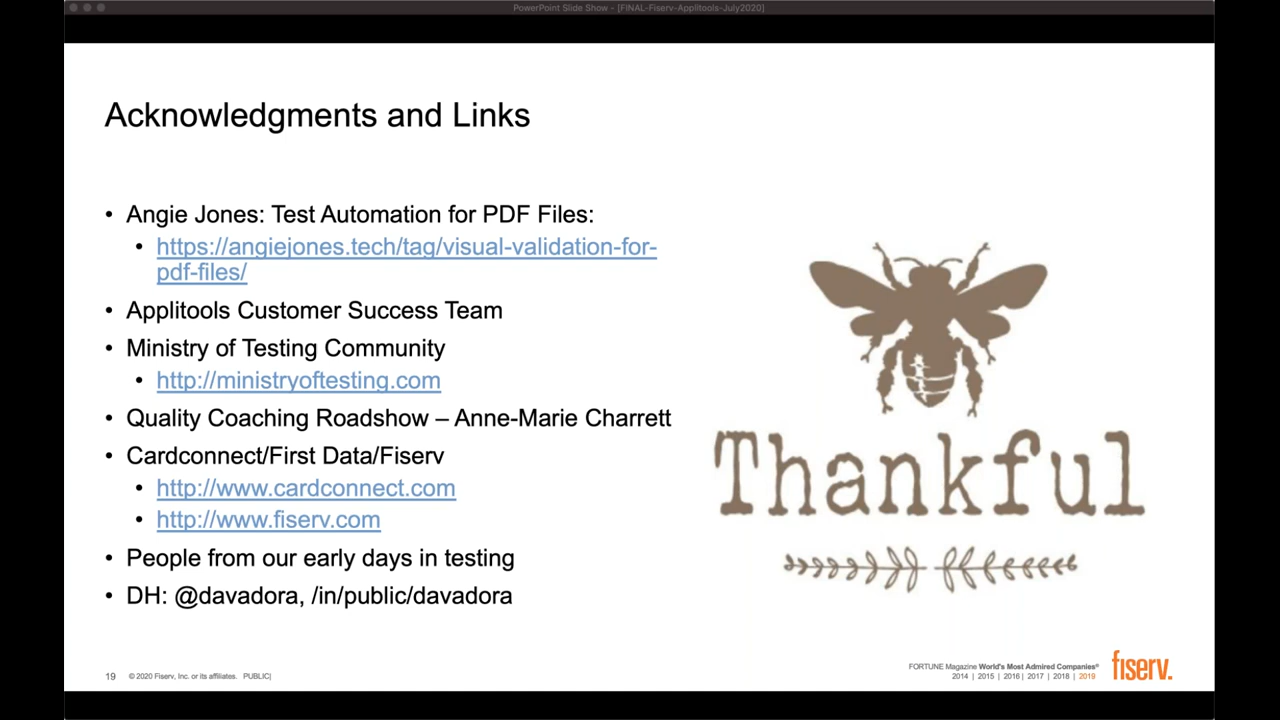 PowerPoint Slide Show - [FINAL-Fiserv-Applitools-July2020]
Acknowledgments and Links
• Angie Jones: Test Automation for PDF Files:
• https://angiejones.tech/tag/visual-validation-for-
pdf-files/
• Applitools Customer Success Team
• Ministry of Testing Community
• http://ministryoftesting.com
• Quality Coaching Roadshow – Anne-Marie Charrett
• Cardconnect/First Data/Fiserv
• http://www.cardconnect.com
• http://www.fiserv.com
• People from our early days in testing
• DH: @davadora, /in/public/davadora
Thankful
19 © 2020 Fiserv, Inc. or its affiliates. PUBLIC|
FORTUNE Magazine World's Most Admired Companies®
2014 | 2015 | 2016 | 2017 | 2018 | 2019
fiserv.